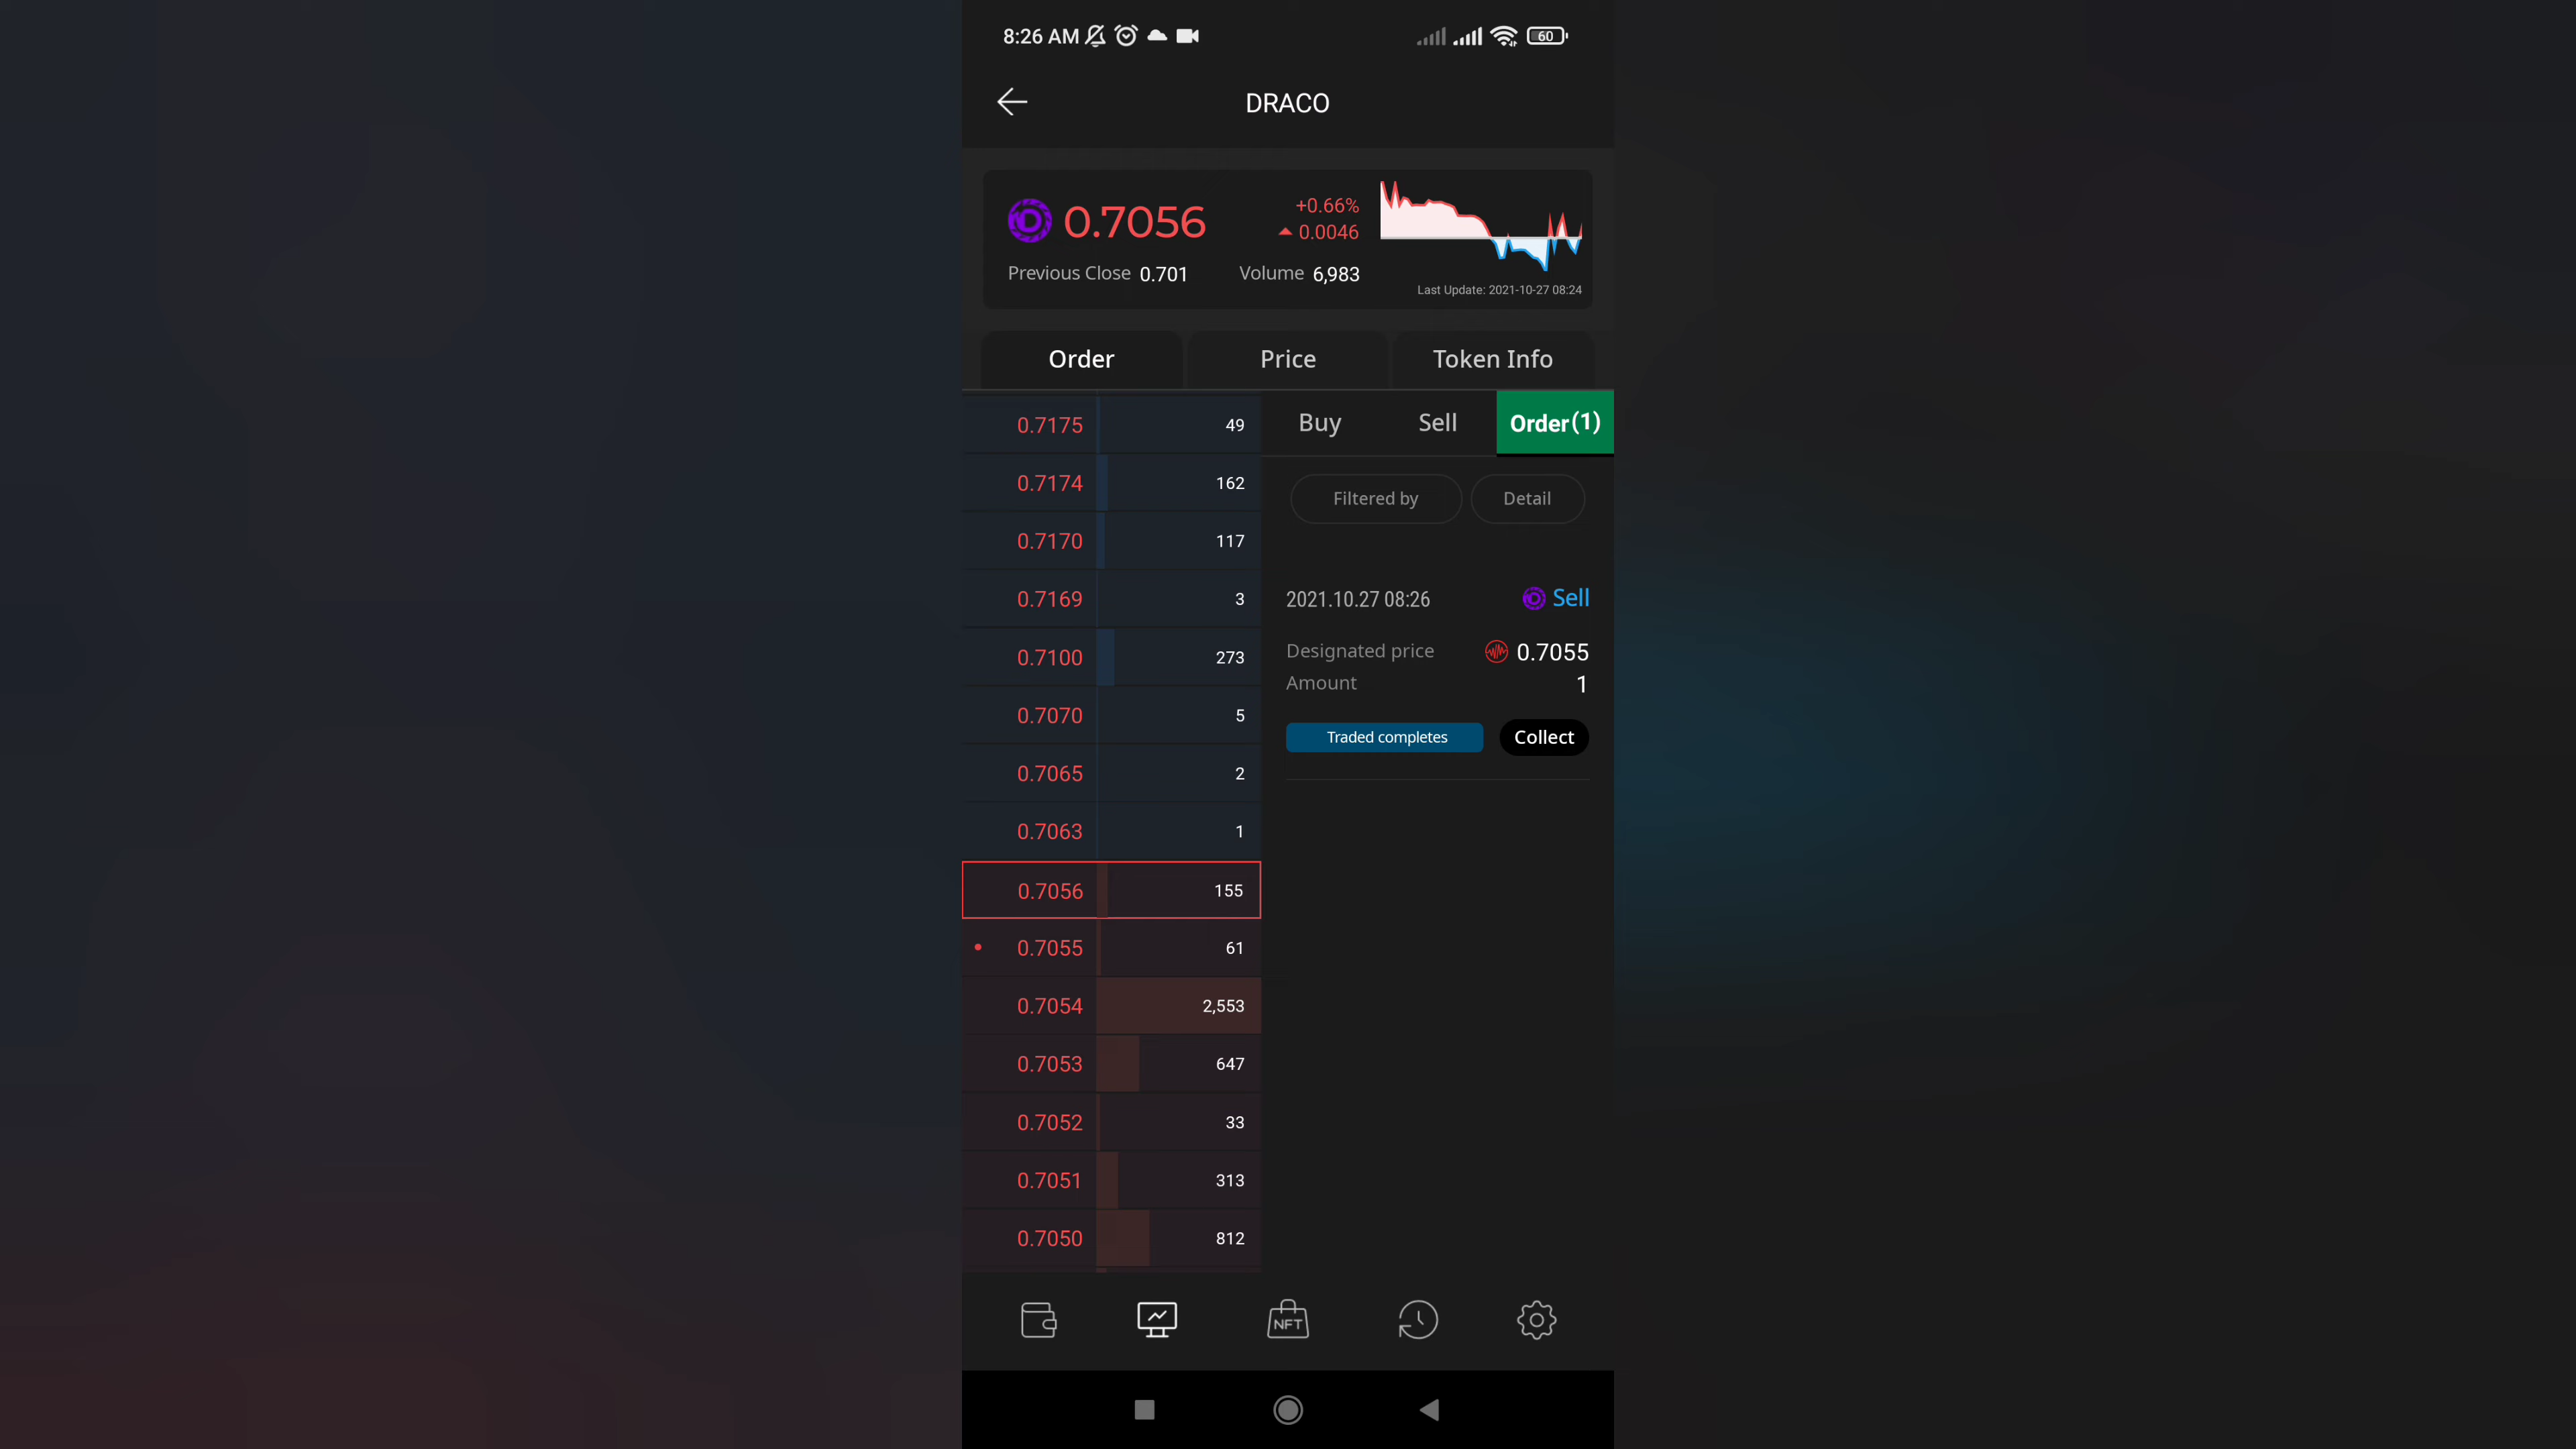 8:26 AM
60
DRACO
0.7056
+0.66%
0.0046
Previous Close 0.701
Volume 6,983
Last Update: 2021-10-27 08:24
Order
Price
Token Info
0.7175 49
0.7174 162
0.7170 117
0.7169 3
0.7100 273
0.7070 5
0.7065 2
0.7063 1
0.7056 155
0.7055 61
0.7054 2,553
0.7053 647
0.7052 33
0.7051 313
0.7050 812
Buy
Sell
Order(1)
Filtered by
Detail
2021.10.27 08:26
Sell
Designated price 0.7055
Amount 1
Traded completes
Collect
NFT